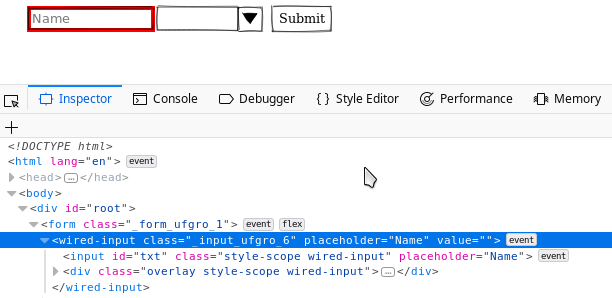 Name
Submit
Inspector Console Debugger { } Style Editor Performance Memory
+
<!DOCTYPE html>
<html lang="en"> event
<head> … </head>
<body>
<div id="root">
<form class="_form_ufgro_1"> event flex
<wired-input class="_input_ufgro_6" placeholder="Name" value=""> event
<input id="txt" class="style-scope wired-input" placeholder="Name"> event
<div class="overlay style-scope wired-input"> … </div>
</wired-input>